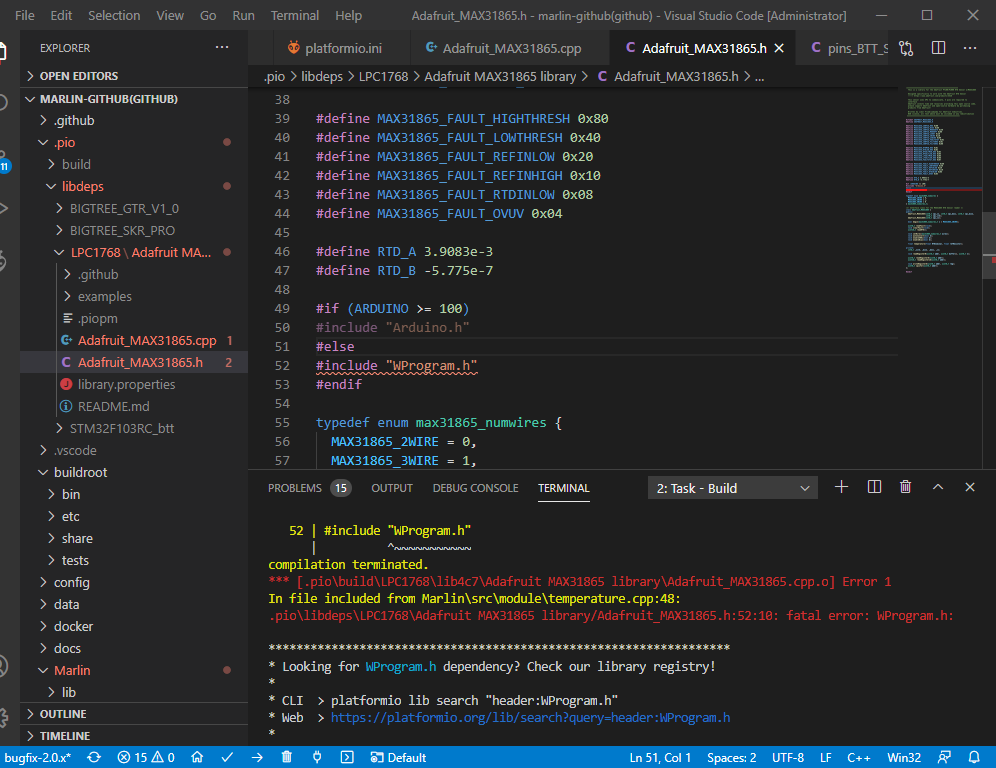 File Edit Selection View Go Run Terminal Help Adafruit_MAX31865.h - marlin-github(github) - Visual Studio Code [Administrator]
EXPLORER ...
platformio.ini Adafruit_MAX31865.cpp C Adafruit_MAX31865.h pins_BTT_S
OPEN EDITORS
.pio > libdeps > LPC1768 > Adafruit MAX31865 library > C Adafruit_MAX31865.h > ...
MARLIN-GITHUB(GITHUB)
.github
.pio
build
libdeps
BIGTREE_GTR_V1_0
BIGTREE_SKR_PRO
LPC1768 \ Adafruit MA...
.github
examples
.piopm
Adafruit_MAX31865.cpp 1
C Adafruit_MAX31865.h 2
library.properties
README.md
STM32F103RC_btt
.vscode
buildroot
bin
etc
share
tests
config
data
docker
docs
Marlin
lib
OUTLINE
TIMELINE
11
38
39 #define MAX31865_FAULT_HIGHTHRESH 0x80
40 #define MAX31865_FAULT_LOWTHRESH 0x40
41 #define MAX31865_FAULT_REFINLOW 0x20
42 #define MAX31865_FAULT_REFINHIGH 0x10
43 #define MAX31865_FAULT_RTDINLOW 0x08
44 #define MAX31865_FAULT_OVUV 0x04
45
46 #define RTD_A 3.9083e-3
47 #define RTD_B -5.775e-7
48
49 #if (ARDUINO >= 100)
50 #include "Arduino.h"
51 #else
52 #include "WProgram.h"
53 #endif
54
55 typedef enum max31865_numwires {
56 MAX31865_2WIRE = 0,
57 MAX31865_3WIRE = 1,
PROBLEMS 15 OUTPUT DEBUG CONSOLE TERMINAL 2: Task - Build
52 | #include "WProgram.h"
| ^~~~~~~~~~~~
compilation terminated.
*** [.pio\build\LPC1768\lib4c7\Adafruit MAX31865 library\Adafruit_MAX31865.cpp.o] Error 1
In file included from Marlin\src\module\temperature.cpp:48:
.pio\libdeps\LPC1768\Adafruit MAX31865 library/Adafruit_MAX31865.h:52:10: fatal error: WProgram.h:
******************************************************************
* Looking for WProgram.h dependency? Check our library registry!
*
* CLI > platformio lib search "header:WProgram.h"
* Web > https://platformio.org/lib/search?query=header:WProgram.h
*
bugfix-2.0.x* 15 0 Default Ln 51, Col 1 Spaces: 2 UTF-8 LF C++ Win32